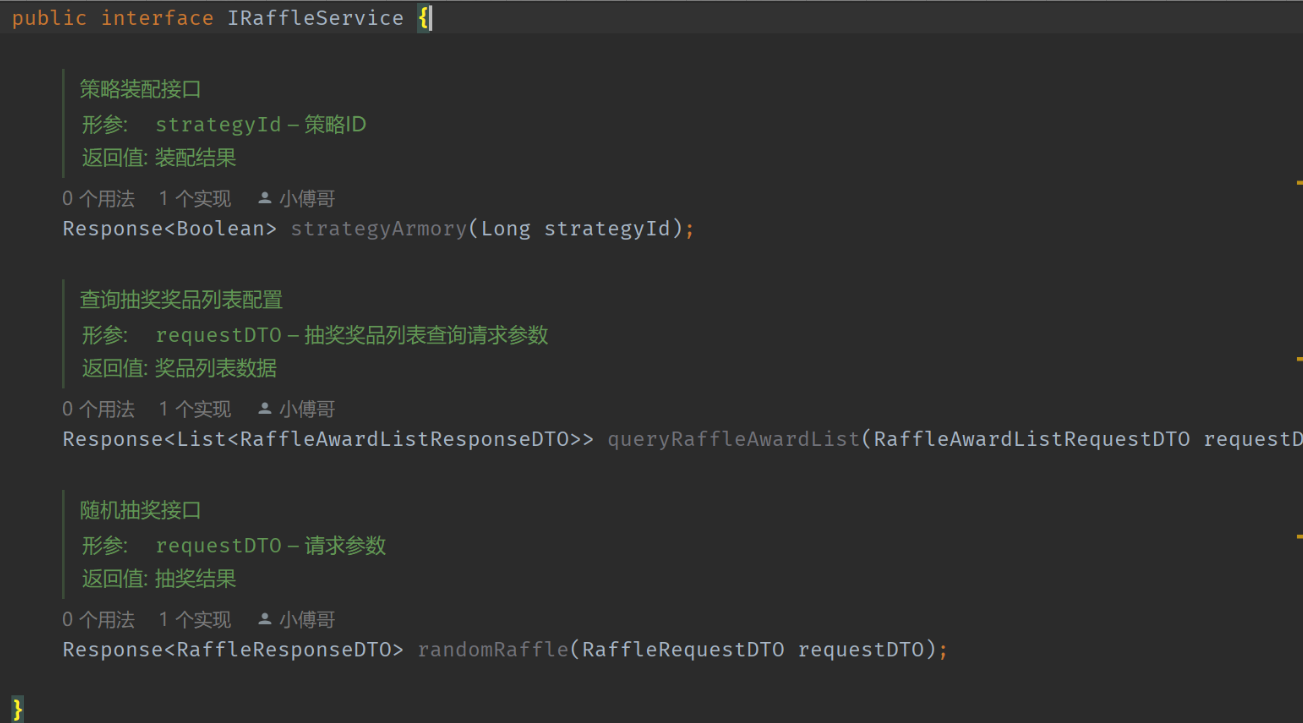 public interface IRaffleService {
策略装配接口
形参: strategyId – 策略ID
返回值: 装配结果
0 个用法 1 个实现 小傅哥
Response<Boolean> strategyArmory(Long strategyId);
查询抽奖奖品列表配置
形参: requestDTO – 抽奖奖品列表查询请求参数
返回值: 奖品列表数据
0 个用法 1 个实现 小傅哥
Response<List<RaffleAwardListResponseDTO>> queryRaffleAwardList(RaffleAwardListRequestDTO requestD
随机抽奖接口
形参: requestDTO – 请求参数
返回值: 抽奖结果
0 个用法 1 个实现 小傅哥
Response<RaffleResponseDTO> randomRaffle(RaffleRequestDTO requestDTO);
}